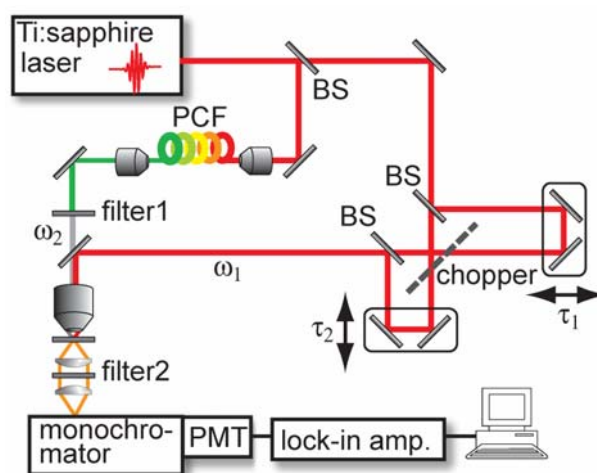 Ti:sapphire
laser
BS
PCF
BS
filter1
BS
ω2
ω1
chopper
τ1
τ2
filter2
monochro-
mator
PMT
lock-in amp.